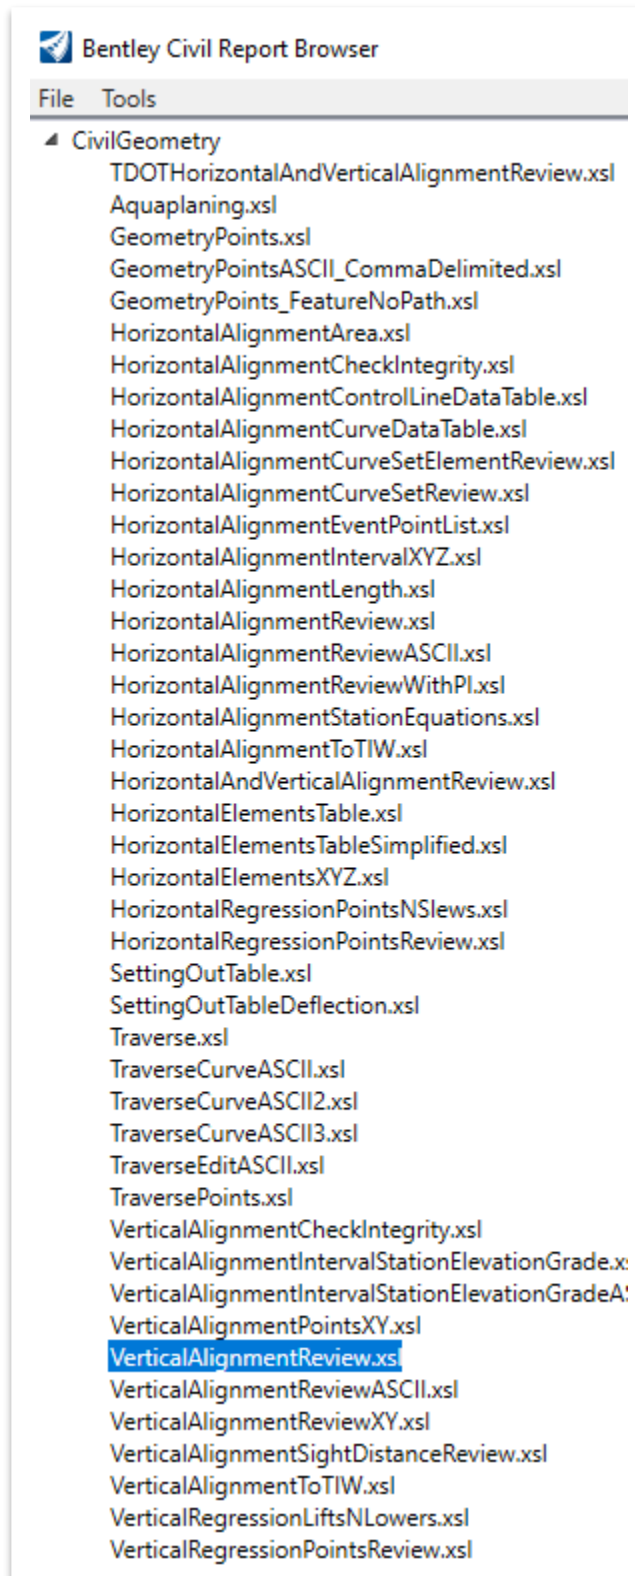 Bentley Civil Report Browser
File Tools
CivilGeometry
TDOTHorizontalAndVerticalAlignmentReview.xsl
Aquaplaning.xsl
GeometryPoints.xsl
GeometryPointsASCII_CommaDelimited.xsl
GeometryPoints_FeatureNoPath.xsl
HorizontalAlignmentArea.xsl
HorizontalAlignmentCheckIntegrity.xsl
HorizontalAlignmentControlLineDataTable.xsl
HorizontalAlignmentCurveDataTable.xsl
HorizontalAlignmentCurveSetElementReview.xsl
HorizontalAlignmentCurveSetReview.xsl
HorizontalAlignmentEventPointList.xsl
HorizontalAlignmentIntervalXYZ.xsl
HorizontalAlignmentLength.xsl
HorizontalAlignmentReview.xsl
HorizontalAlignmentReviewASCII.xsl
HorizontalAlignmentReviewWithPI.xsl
HorizontalAlignmentStationEquations.xsl
HorizontalAlignmentToTIW.xsl
HorizontalAndVerticalAlignmentReview.xsl
HorizontalElementsTable.xsl
HorizontalElementsTableSimplified.xsl
HorizontalElementsXYZ.xsl
HorizontalRegressionPointsNSlews.xsl
HorizontalRegressionPointsReview.xsl
SettingOutTable.xsl
SettingOutTableDeflection.xsl
Traverse.xsl
TraverseCurveASCII.xsl
TraverseCurveASCII2.xsl
TraverseCurveASCII3.xsl
TraverseEditASCII.xsl
TraversePoints.xsl
VerticalAlignmentCheckIntegrity.xsl
VerticalAlignmentIntervalStationElevationGrade.xs
VerticalAlignmentIntervalStationElevationGradeAS
VerticalAlignmentPointsXY.xsl
VerticalAlignmentReview.xsl
VerticalAlignmentReviewASCII.xsl
VerticalAlignmentReviewXY.xsl
VerticalAlignmentSightDistanceReview.xsl
VerticalAlignmentToTIW.xsl
VerticalRegressionLiftsNLowers.xsl
VerticalRegressionPointsReview.xsl